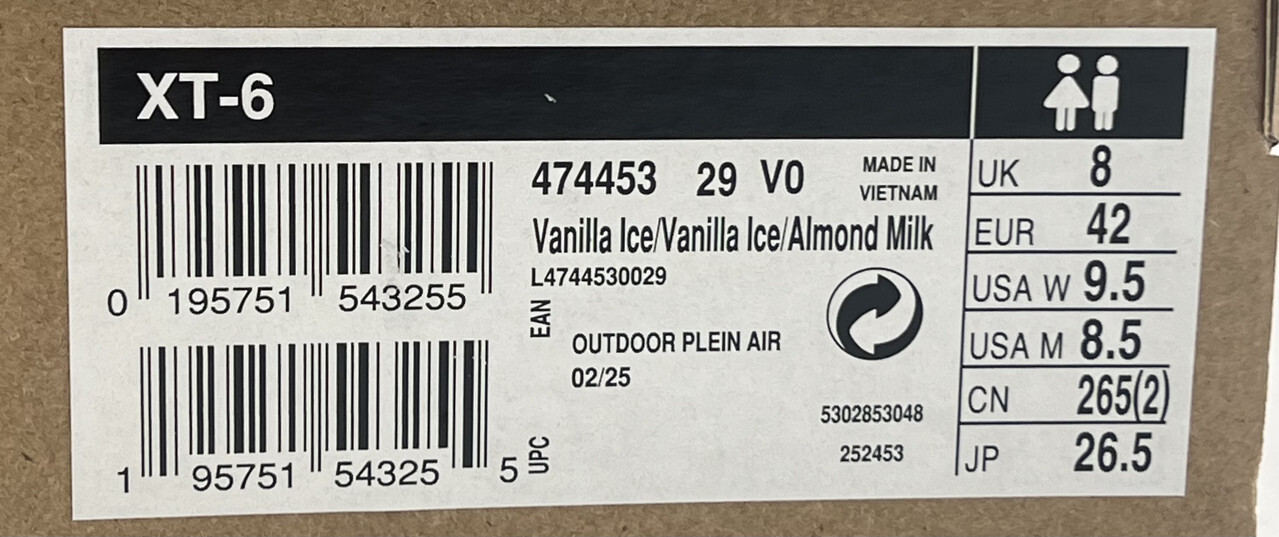 XT-6
0 195751 543255
1 95751 54325 5
EAN
UPC
474453 29 V0
MADE IN
VIETNAM
Vanilla Ice/Vanilla Ice/Almond Milk
L4744530029
OUTDOOR PLEIN AIR
02/25
5302853048
252453
UK 8
EUR 42
USA W 9.5
USA M 8.5
CN 265(2)
JP 26.5